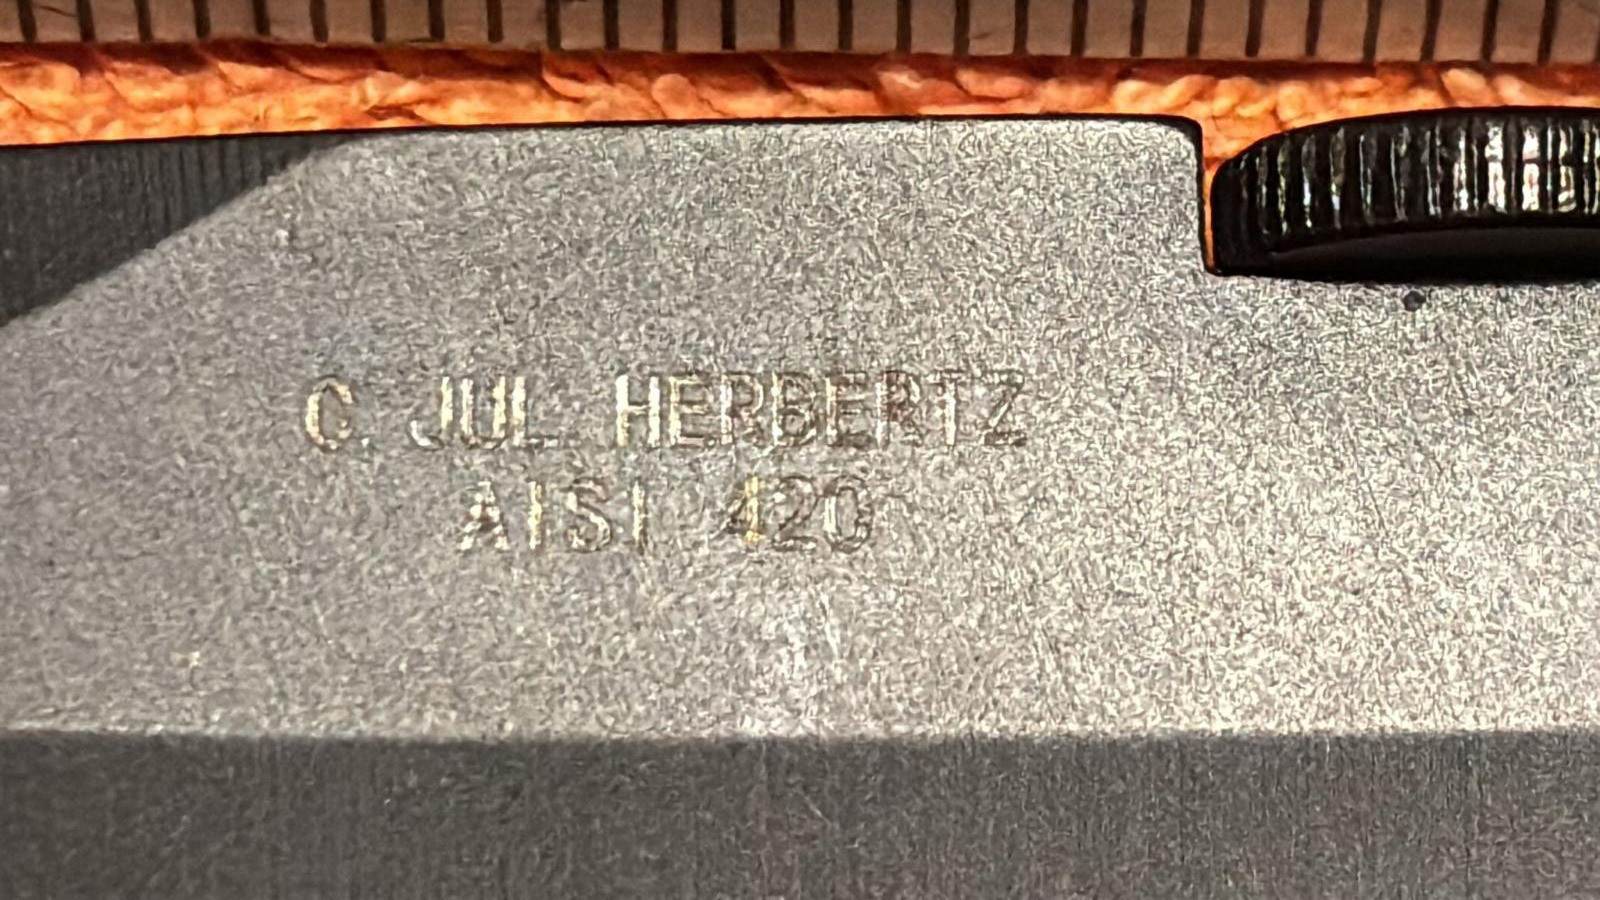 C. JUL. HERBERTZ
AISI 420